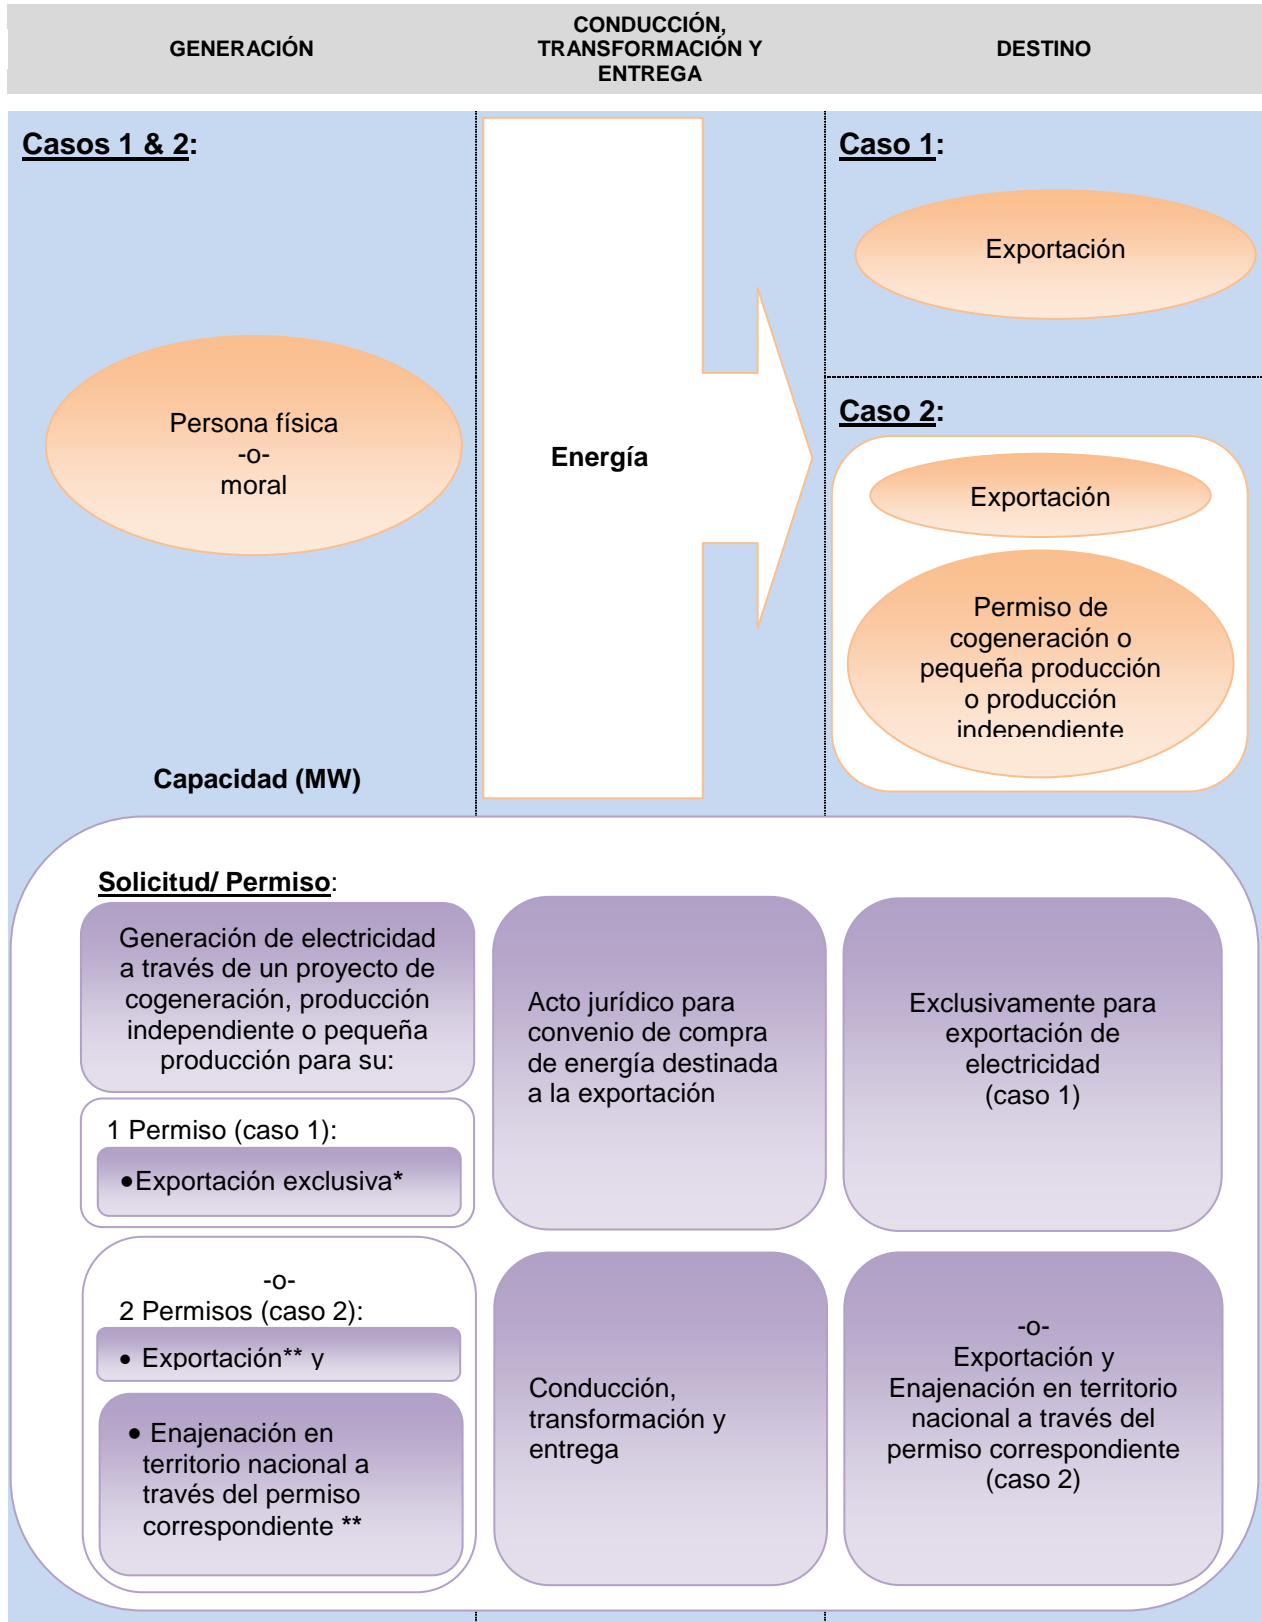 GENERACIÓN
CONDUCCIÓN,
TRANSFORMACIÓN Y
ENTREGA
DESTINO
Casos 1 & 2:
Persona física
-o-
moral
Capacidad (MW)
Energía
Caso 1:
Exportación
Caso 2:
Exportación
Permiso de
cogeneración o
pequeña producción
o producción
independiente
Solicitud/ Permiso:
Generación de electricidad
a través de un proyecto de
cogeneración, producción
independiente o pequeña
producción para su:
1 Permiso (caso 1):
•Exportación exclusiva*
-o-
2 Permisos (caso 2):
• Exportación** y
• Enajenación en
territorio nacional a
través del permiso
correspondiente **
Acto jurídico para
convenio de compra
de energía destinada
a la exportación
Conducción,
transformación y
entrega
Exclusivamente para
exportación de
electricidad
(caso 1)
-o-
Exportación y
Enajenación en territorio
nacional a través del
permiso correspondiente
(caso 2)